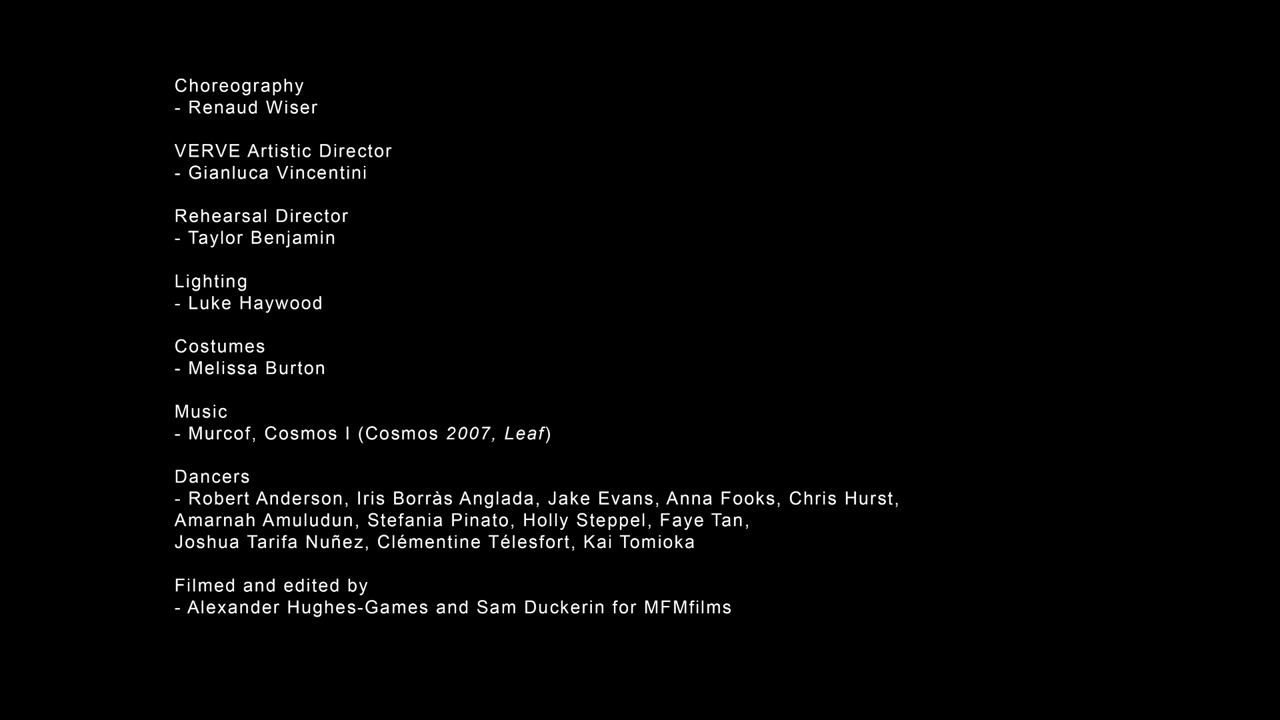 Choreography
- Renaud Wiser
VERVE Artistic Director
- Gianluca Vincentini
Rehearsal Director
- Taylor Benjamin
Lighting
- Luke Haywood
Costumes
- Melissa Burton
Music
- Murcof, Cosmos I (Cosmos 2007, Leaf)
Dancers
- Robert Anderson, Iris Borràs Anglada, Jake Evans, Anna Fooks, Chris Hurst,
Amarnah Amuludun, Stefania Pinato, Holly Steppel, Faye Tan,
Joshua Tarifa Nuñez, Clémentine Télesfort, Kai Tomioka
Filmed and edited by
- Alexander Hughes-Games and Sam Duckerin for MFMfilms